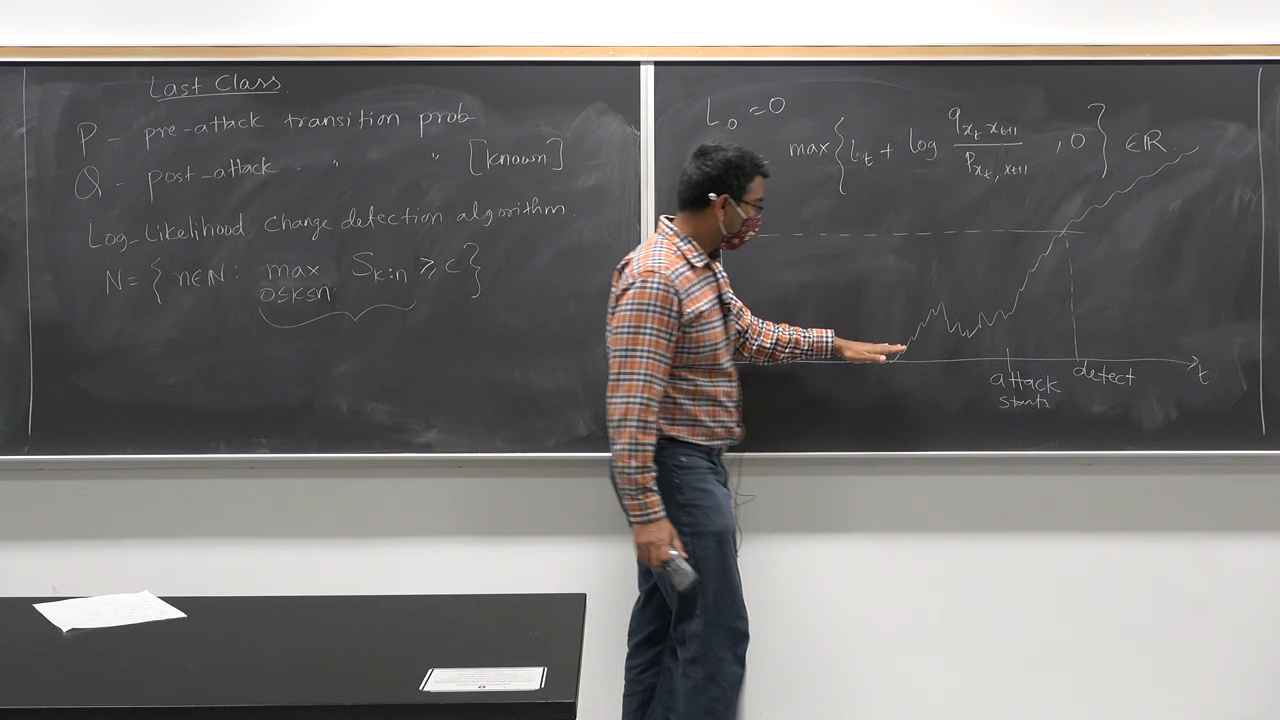 Last Class.
P - pre-attack transition prob
Q - post-attack - " " [known]
Log-Likelihood change detection algorithm.
N = { n∈N : max S_{k:n} ≥ c }
0≤k≤n
L_0 = 0
max { L_t + log q_{x_t x_{t+1}} / p_{x_t, x_{t+1}} , 0 } ∈ ℝ
attack
starts
detect
t